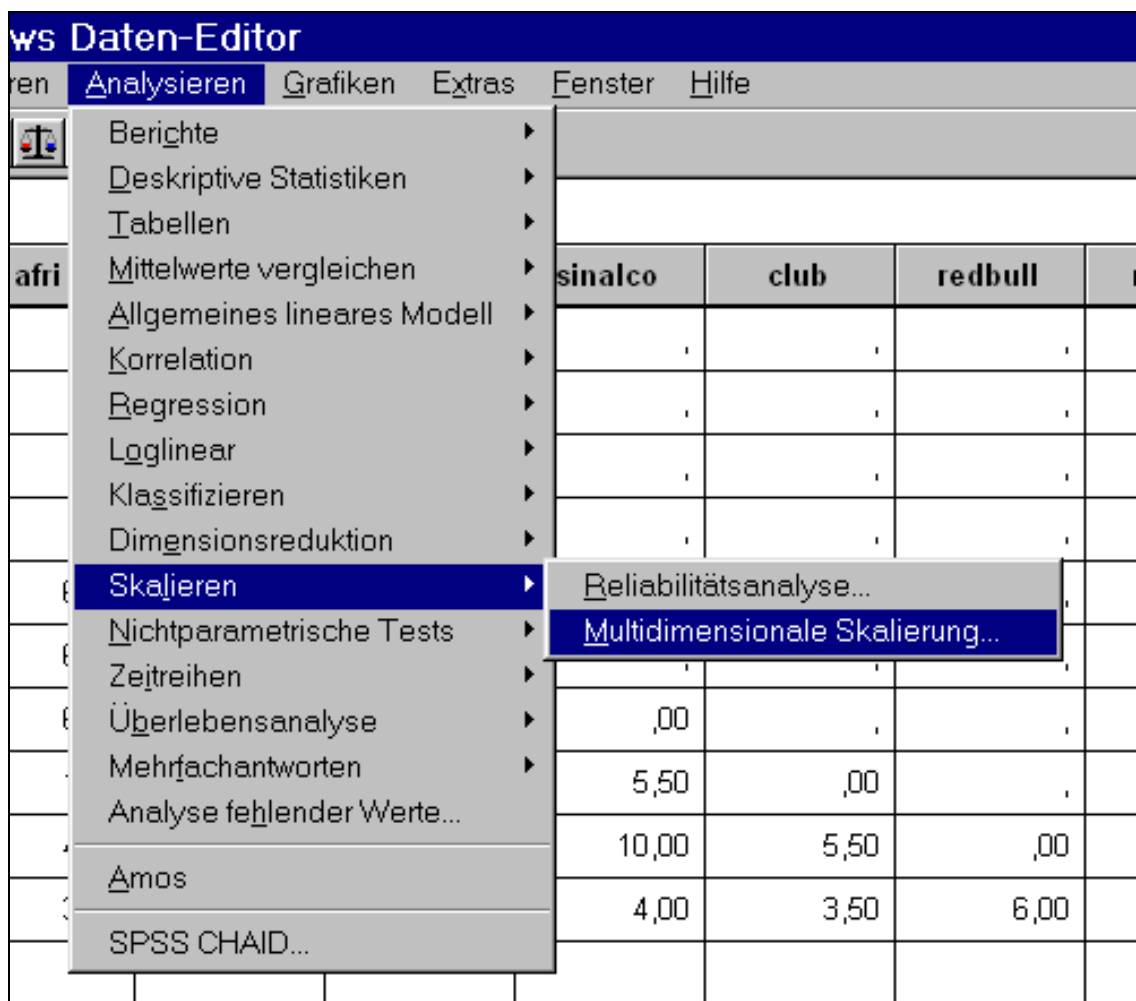 ws Daten-Editor
ren Analysieren Grafiken Extras Fenster Hilfe
Berichte
Deskriptive Statistiken
Tabellen
Mittelwerte vergleichen
Allgemeines lineares Modell
Korrelation
Regression
Loglinear
Klassifizieren
Dimensionsreduktion
Skalieren
Nichtparametrische Tests
Zeitreihen
Überlebensanalyse
Mehrfachantworten
Analyse fehlender Werte...
Amos
SPSS CHAID...
Reliabilitätsanalyse...
Multidimensionale Skalierung...
afri sinalco club redbull
, , ,
, , ,
, , ,
, , ,
,
, , ,
,00 , ,
5,50 ,00 ,
10,00 5,50 ,00
4,00 3,50 6,00